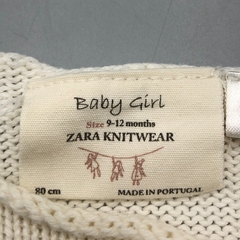 Baby Girl
Size 9-12 months
ZARA KNITWEAR
80 cm MADE IN PORTUGAL